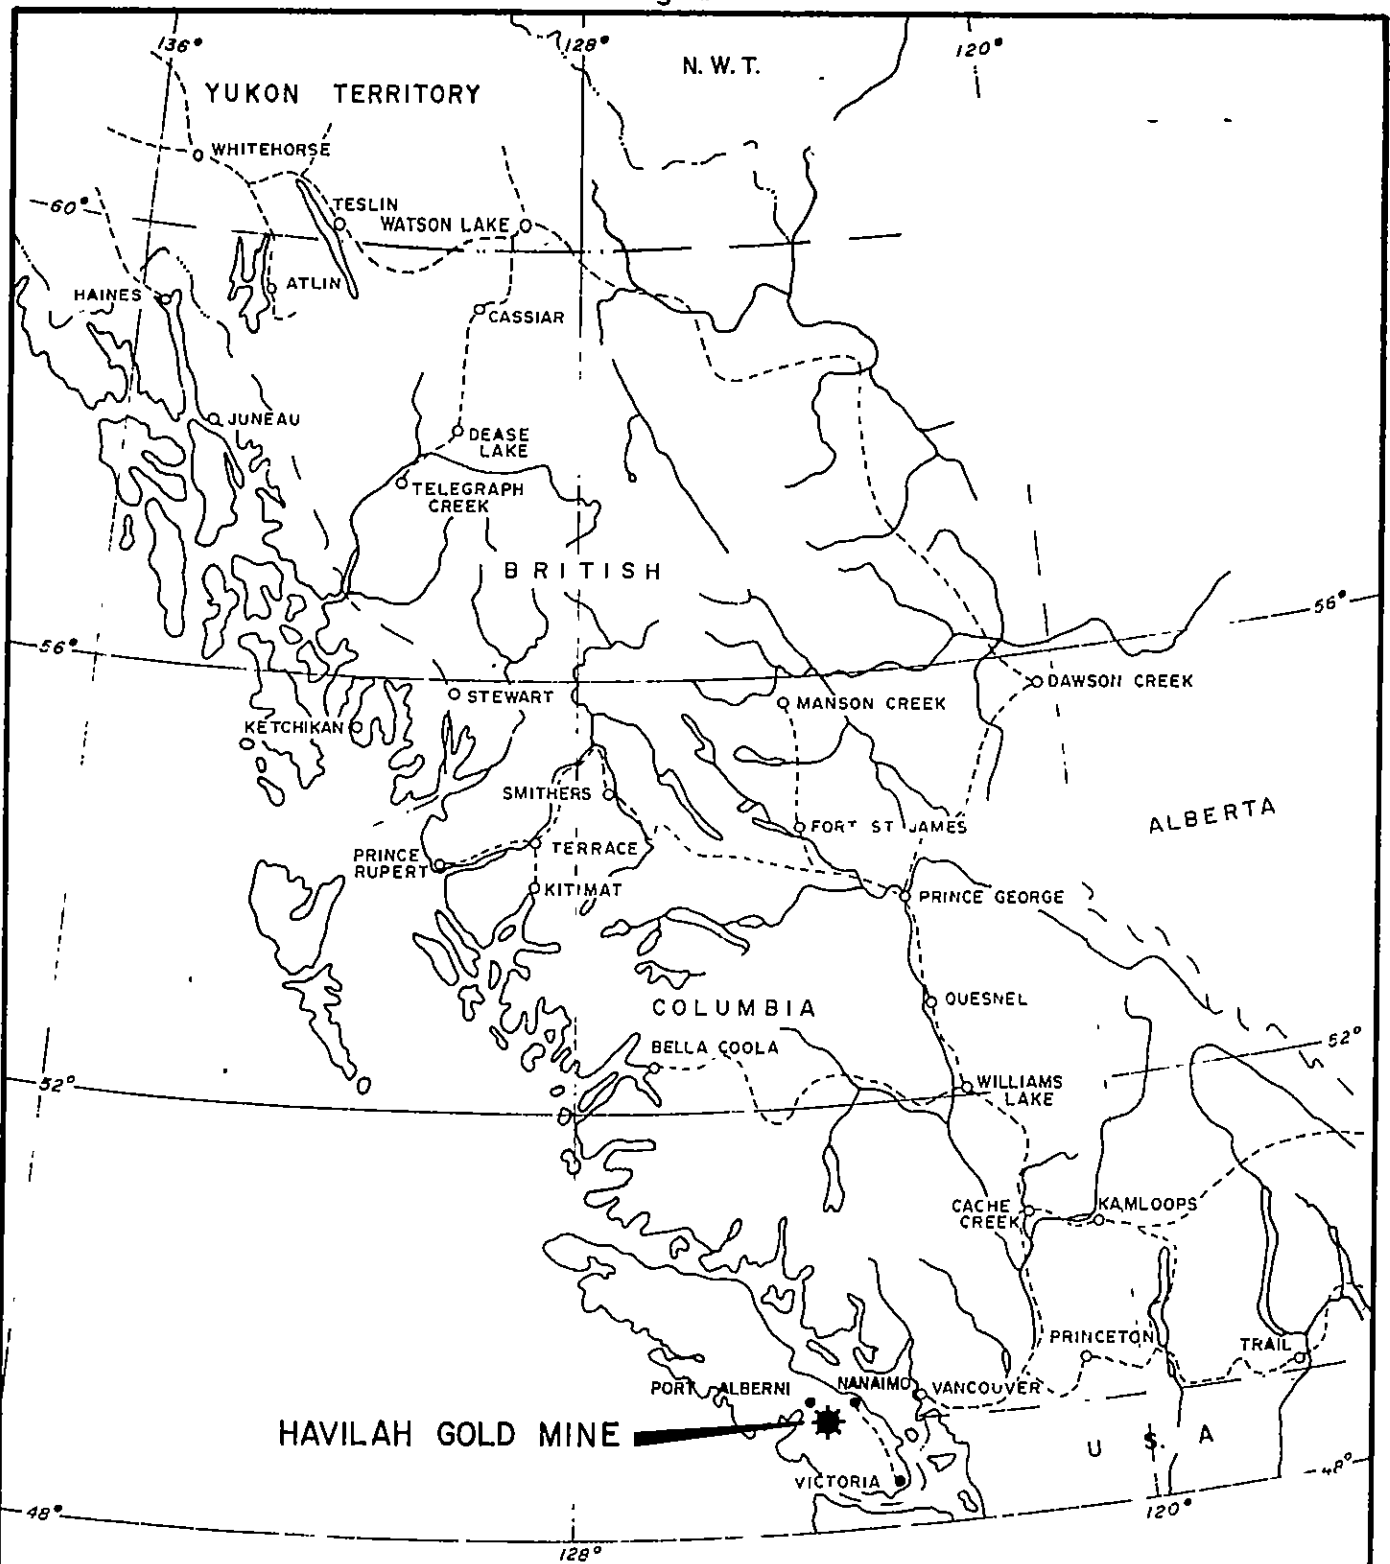 136°
128°
120°
N. W. T.
YUKON TERRITORY
WHITEHORSE
60°
TESLIN
WATSON LAKE
ATLIN
HAINES
CASSIAR
JUNEAU
DEASE
LAKE
TELEGRAPH
CREEK
BRITISH
56°
56°
STEWART
MANSON CREEK
DAWSON CREEK
KETCHIKAN
SMITHERS
ALBERTA
FORT ST JAMES
PRINCE
RUPERT
TERRACE
KITIMAT
PRINCE GEORGE
COLUMBIA
QUESNEL
BELLA COOLA
52°
52°
WILLIAMS
LAKE
CACHE
CREEK
KAMLOOPS
PRINCETON
TRAIL
PORT ALBERNI
NANAIMO
VANCOUVER
HAVILAH GOLD MINE
U S. A
VICTORIA
48°
48°
120°
128°